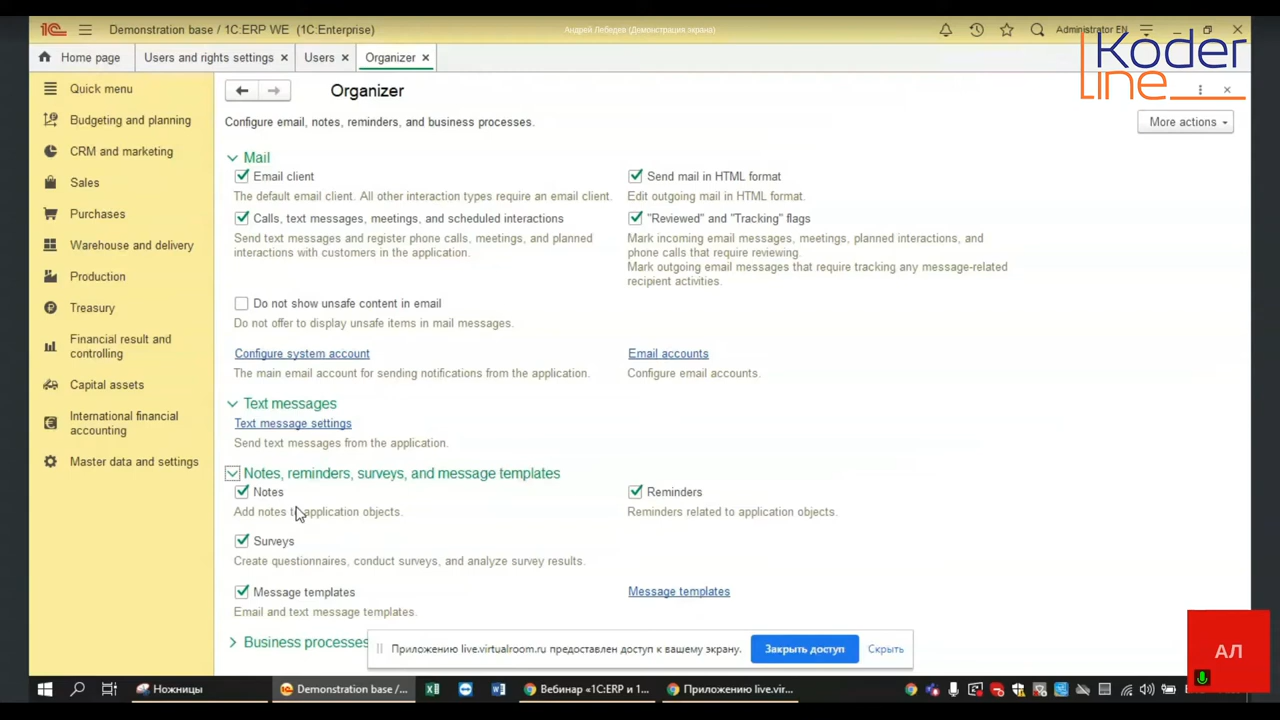 Demonstration base / 1C:ERP WE (1C:Enterprise)
Андрей Лебедев (Демонстрация экрана)
Administrator EN
Koder
line
Home page
Users and rights settings
Users
Organizer
Quick menu
Budgeting and planning
CRM and marketing
Sales
Purchases
Warehouse and delivery
Production
Treasury
Financial result and
controlling
Capital assets
International financial
accounting
Master data and settings
Organizer
Configure email, notes, reminders, and business processes.
More actions
Mail
Email client
Send mail in HTML format
The default email client. All other interaction types require an email client.
Edit outgoing mail in HTML format.
Calls, text messages, meetings, and scheduled interactions
"Reviewed" and "Tracking" flags
Send text messages and register phone calls, meetings, and planned
interactions with customers in the application.
Mark incoming email messages, meetings, planned interactions, and
phone calls that require reviewing.
Mark outgoing email messages that require tracking any message-related
recipient activities.
Do not show unsafe content in email
Do not offer to display unsafe items in mail messages.
Configure system account
Email accounts
The main email account for sending notifications from the application.
Configure email accounts.
Text messages
Text message settings
Send text messages from the application.
Notes, reminders, surveys, and message templates
Notes
Reminders
Add notes to application objects.
Reminders related to application objects.
Surveys
Create questionnaires, conduct surveys, and analyze survey results.
Message templates
Message templates
Email and text message templates.
Business processes
Приложению live.virtualroom.ru предоставлен доступ к вашему экрану.
Закрыть доступ
Скрыть
АЛ
Ножницы
Demonstration base /...
Вебинар «1С:ERP и 1...
Приложению live.vir...